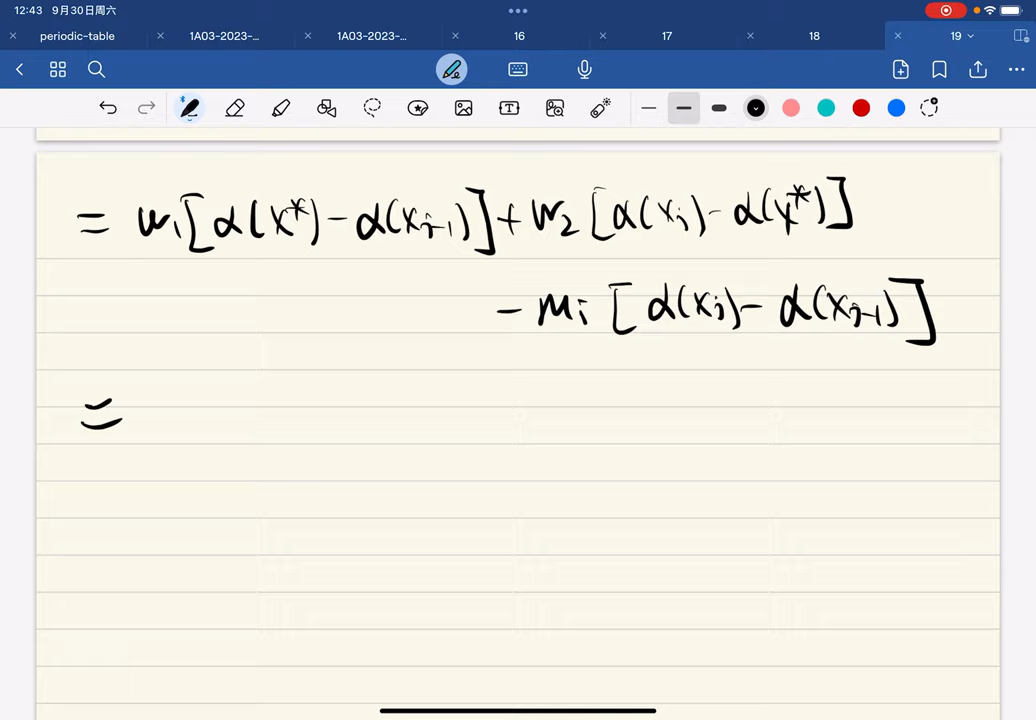 12:43 9月30日周六
periodic-table 1A03-2023-... 1A03-2023-... 16 17 18 19
= w₁[α(x*)-α(xᵢ₋₁)]+w₂[α(xᵢ)-α(x*)]
- mᵢ[α(xᵢ)-α(xᵢ₋₁)]
=